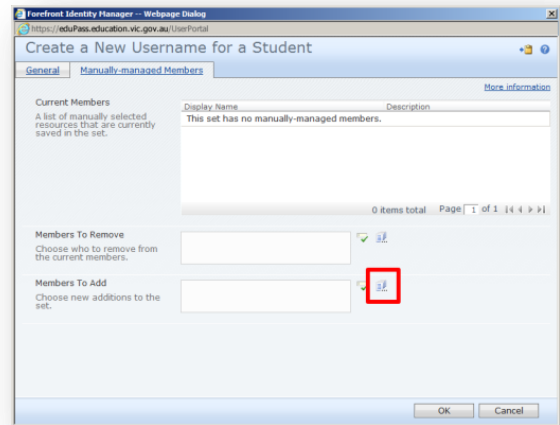 Forefront Identity Manager -- Webpage Dialog
https://eduPass.education.vic.gov.au/UserPortal
Create a New Username for a Student
General
Manually-managed Members
More information
Current Members
A list of manually selected
resources that are currently
saved in the set.
Display Name Description
This set has no manually-managed members.
0 items total Page 1 of 1
Members To Remove
Choose who to remove from
the current members.
Members To Add
Choose new additions to the
set.
OK Cancel